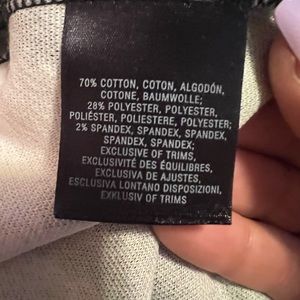 70% COTTON, COTON, ALGODÓN,
COTONE, BAUMWOLLE;
28% POLYESTER, POLYESTER,
POLIÉSTER, POLIESTERE, POLYESTER;
2% SPANDEX, SPANDEX, SPANDEX,
SPANDEX, SPANDEX;
EXCLUSIVE OF TRIMS
EXCLUSIVITÉ DES ÉQUILIBRES,
EXCLUSIVA DE AJUSTES,
ESCLUSIVA LONTANO DISPOSIZIONI,
EXKLUSIV OF TRIMS